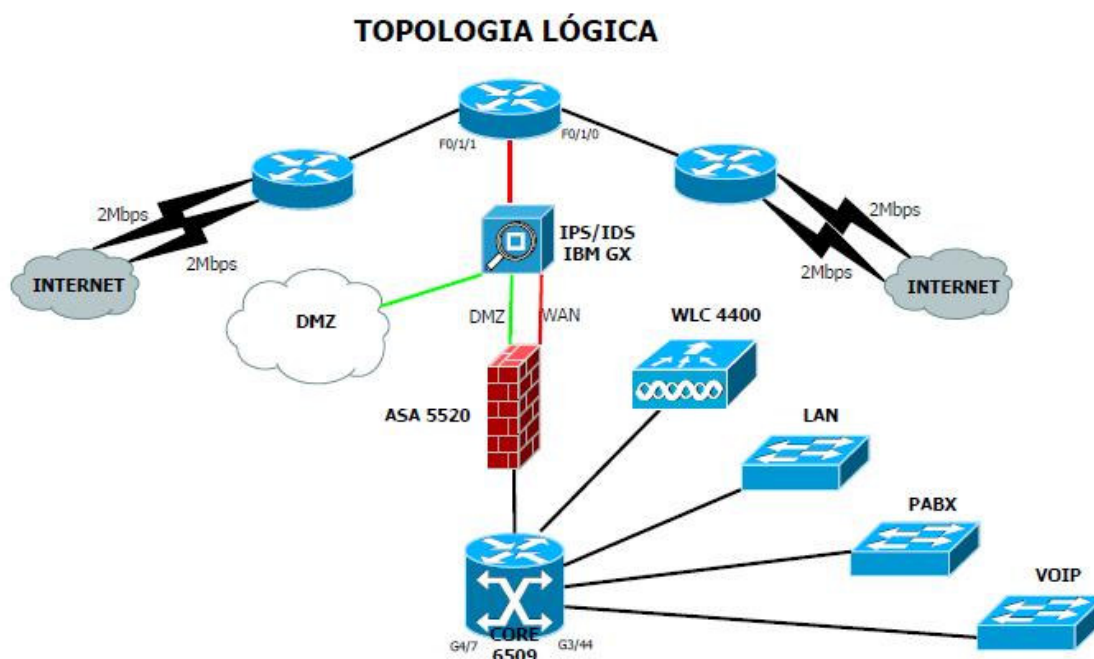 TOPOLOGIA LÓGICA
F0/1/1
F0/1/0
2Mbps
2Mbps
INTERNET
IPS/IDS
IBM GX
2Mbps
2Mbps
INTERNET
DMZ
DMZ
WAN
WLC 4400
ASA 5520
LAN
PABX
VOIP
G4/7
CORE
6509
G3/44